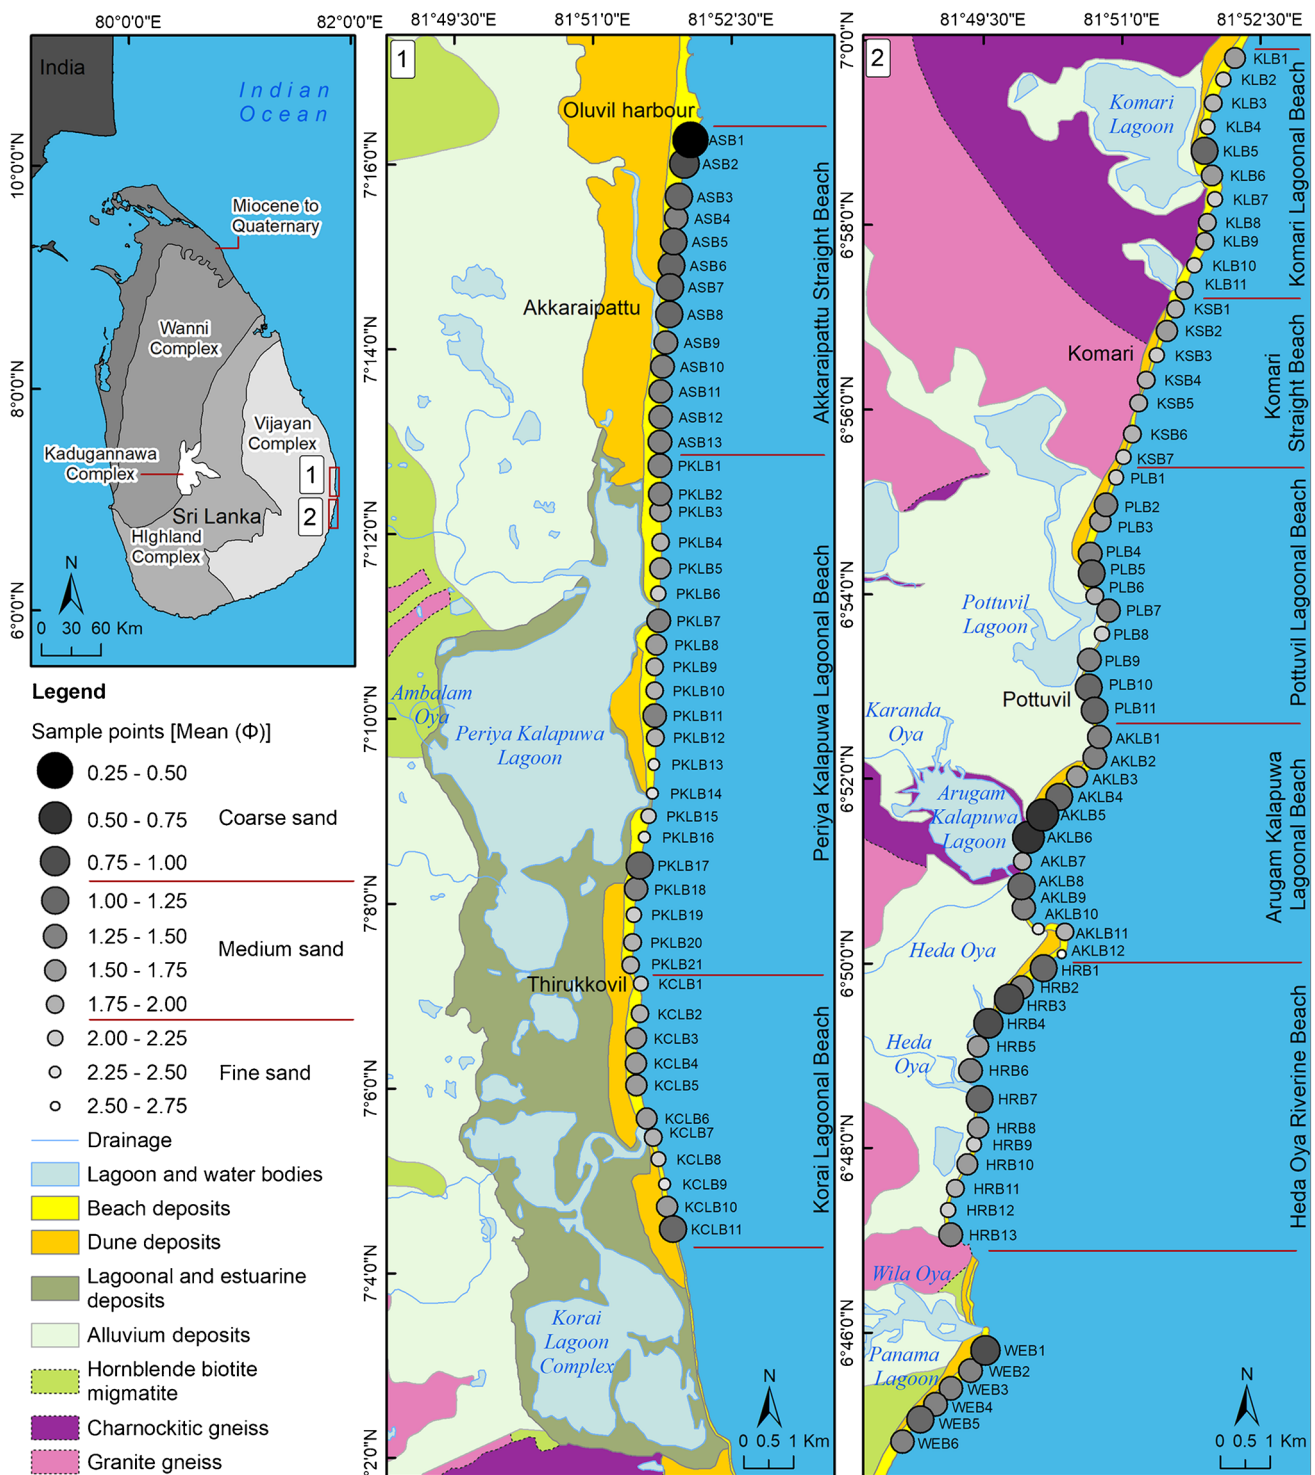 80°0'0"E
82°0'0"E
10°0'0"N
8°0'0"N
6°0'0"N
India
Indian
Ocean
Miocene to
Quaternary
Wanni
Complex
Vijayan
Complex
Kadugannawa
Complex
1
2
Sri Lanka
HIghland
Complex
N
0 30 60 Km
Legend
Sample points [Mean (Φ)]
0.25 - 0.50
0.50 - 0.75
Coarse sand
0.75 - 1.00
1.00 - 1.25
1.25 - 1.50
Medium sand
1.50 - 1.75
1.75 - 2.00
2.00 - 2.25
2.25 - 2.50
Fine sand
2.50 - 2.75
Drainage
Lagoon and water bodies
Beach deposits
Dune deposits
Lagoonal and estuarine
deposits
Alluvium deposits
Hornblende biotite
migmatite
Charnockitic gneiss
Granite gneiss
81°49'30"E
81°51'0"E
81°52'30"E
1
7°16'0"N
7°14'0"N
7°12'0"N
7°10'0"N
7°8'0"N
7°6'0"N
7°4'0"N
7°2'0"N
Oluvil harbour
ASB1
ASB2
ASB3
ASB4
ASB5
ASB6
ASB7
Akkaraipattu
ASB8
ASB9
ASB10
ASB11
ASB12
ASB13
Akkaraipattu Straight Beach
PKLB1
PKLB2
PKLB3
PKLB4
PKLB5
PKLB6
PKLB7
PKLB8
PKLB9
PKLB10
PKLB11
PKLB12
PKLB13
PKLB14
PKLB15
PKLB16
PKLB17
PKLB18
PKLB19
PKLB20
PKLB21
Periya Kalapuwa Lagoonal Beach
Ambalam
Oya
Periya Kalapuwa
Lagoon
Thirukkovil
KCLB1
KCLB2
KCLB3
KCLB4
KCLB5
KCLB6
KCLB7
KCLB8
KCLB9
KCLB10
KCLB11
Korai Lagoonal Beach
Korai
Lagoon
Complex
N
0 0.5 1 Km
81°49'30"E
81°51'0"E
81°52'30"E
2
7°0'0"N
6°58'0"N
6°56'0"N
6°54'0"N
6°52'0"N
6°50'0"N
6°48'0"N
6°46'0"N
Komari
Lagoon
KLB1
KLB2
KLB3
KLB4
KLB5
KLB6
KLB7
KLB8
KLB9
KLB10
KLB11
Komari Lagoonal Beach
KSB1
KSB2
Komari
KSB3
KSB4
KSB5
KSB6
KSB7
Komari
Straight Beach
PLB1
PLB2
PLB3
PLB4
PLB5
PLB6
PLB7
PLB8
PLB9
PLB10
PLB11
Pottuvil Lagoonal Beach
Pottuvil
Lagoon
Pottuvil
Karanda
Oya
AKLB1
AKLB2
AKLB3
AKLB4
AKLB5
AKLB6
AKLB7
AKLB8
AKLB9
AKLB10
AKLB11
AKLB12
Arugam Kalapuwa
Lagoonal Beach
Arugam
Kalapuwa
Lagoon
Heda Oya
HRB1
HRB2
HRB3
HRB4
HRB5
HRB6
HRB7
HRB8
HRB9
HRB10
HRB11
HRB12
HRB13
Heda Oya Riverine Beach
Heda
Oya
Wila Oya
Panama
Lagoon
WEB1
WEB2
WEB3
WEB4
WEB5
WEB6
N
0 0.5 1 Km